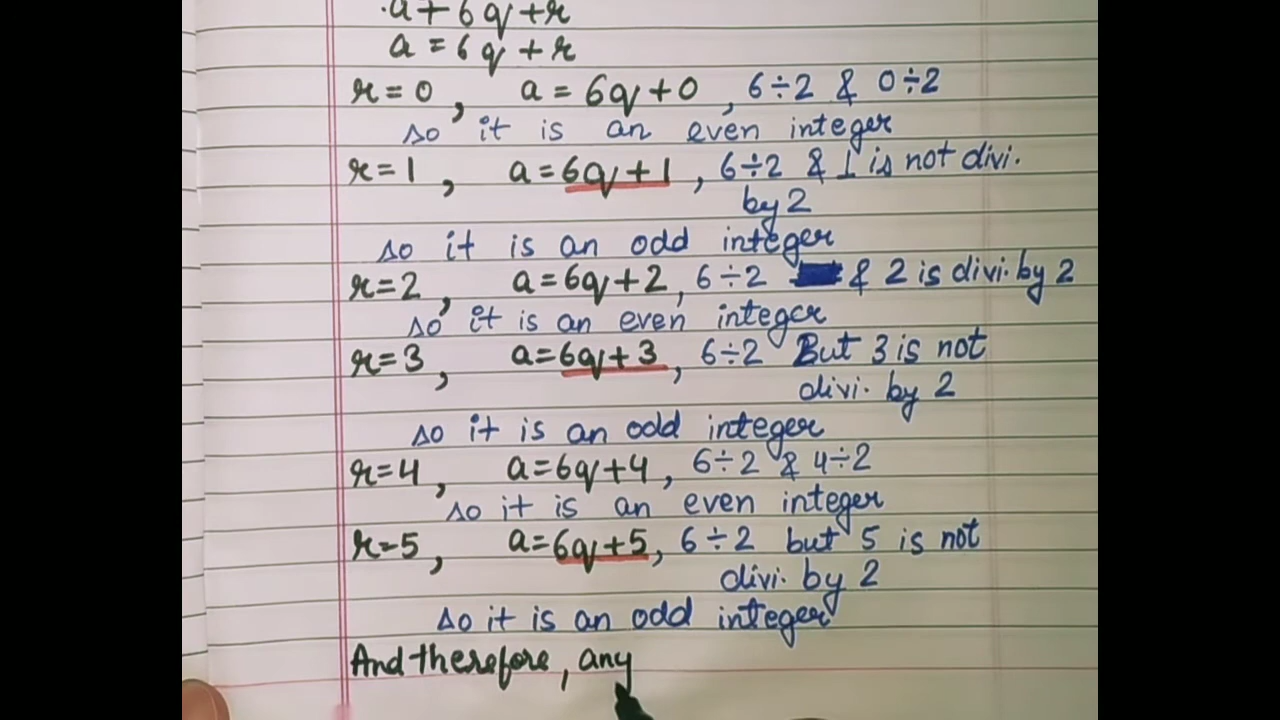 a + 6q + r
a = 6q + r
r = 0 , a = 6q + 0 , 6 ÷ 2 & 0 ÷ 2
so it is an even integer
r = 1 , a = 6q + 1 , 6 ÷ 2 & 1 is not divi.
by 2
so it is an odd integer
r = 2 , a = 6q + 2 , 6 ÷ 2 & 2 is divi. by 2
so it is an even integer
r = 3 , a = 6q + 3 , 6 ÷ 2 But 3 is not
divi. by 2
so it is an odd integer
r = 4 , a = 6q + 4 , 6 ÷ 2 & 4 ÷ 2
so it is an even integer
r = 5 , a = 6q + 5 , 6 ÷ 2 but 5 is not
divi. by 2
so it is an odd integer
And therefore , any